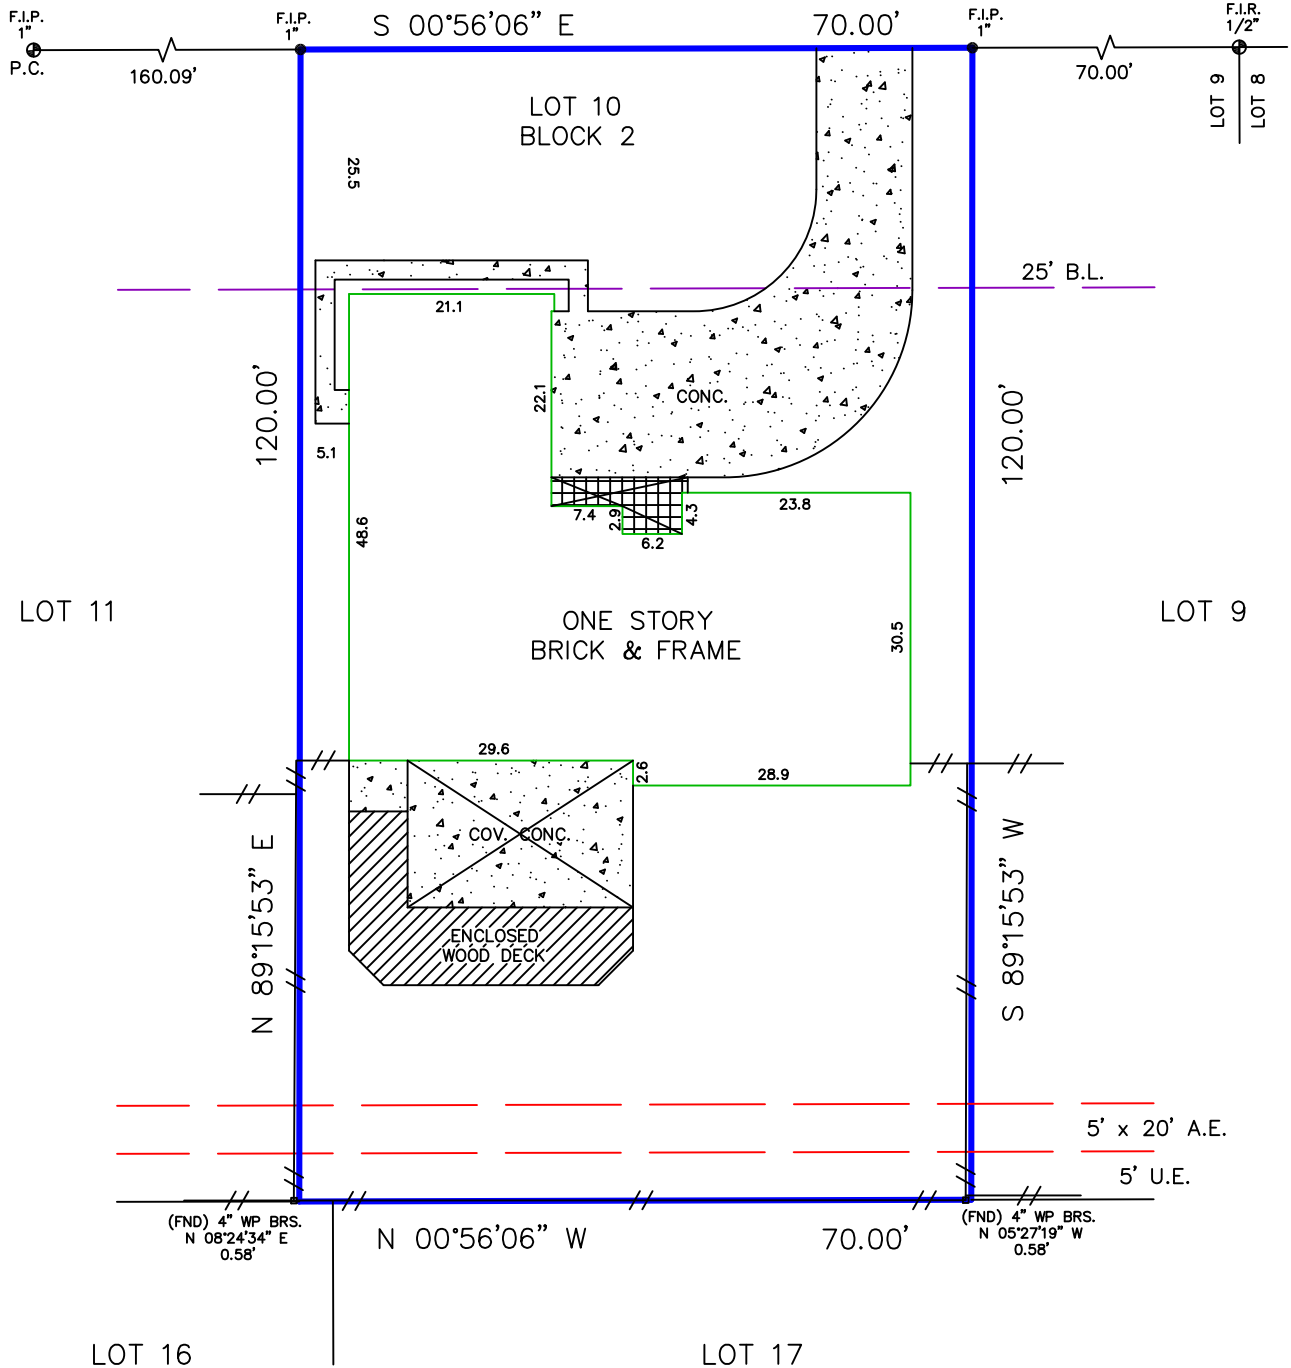 F.I.P.
1"
P.C.
160.09'
F.I.P.
1"
S 00°56'06" E
70.00'
F.I.P.
1"
70.00'
F.I.R.
1/2"
LOT 9
LOT 8
LOT 10
BLOCK 2
25.5
25' B.L.
21.1
22.1
CONC.
120.00'
120.00'
5.1
48.6
7.4
2.9
6.2
4.3
23.8
LOT 11
ONE STORY
BRICK & FRAME
30.5
LOT 9
29.6
2.6
28.9
COV. CONC.
N 89°15'53" E
S 89°15'53" W
ENCLOSED
WOOD DECK
5' x 20' A.E.
5' U.E.
(FND) 4" WP BRS.
N 08°24'34" E
0.58'
N 00°56'06" W
70.00'
(FND) 4" WP BRS.
N 05°27'19" W
0.58'
LOT 16
LOT 17